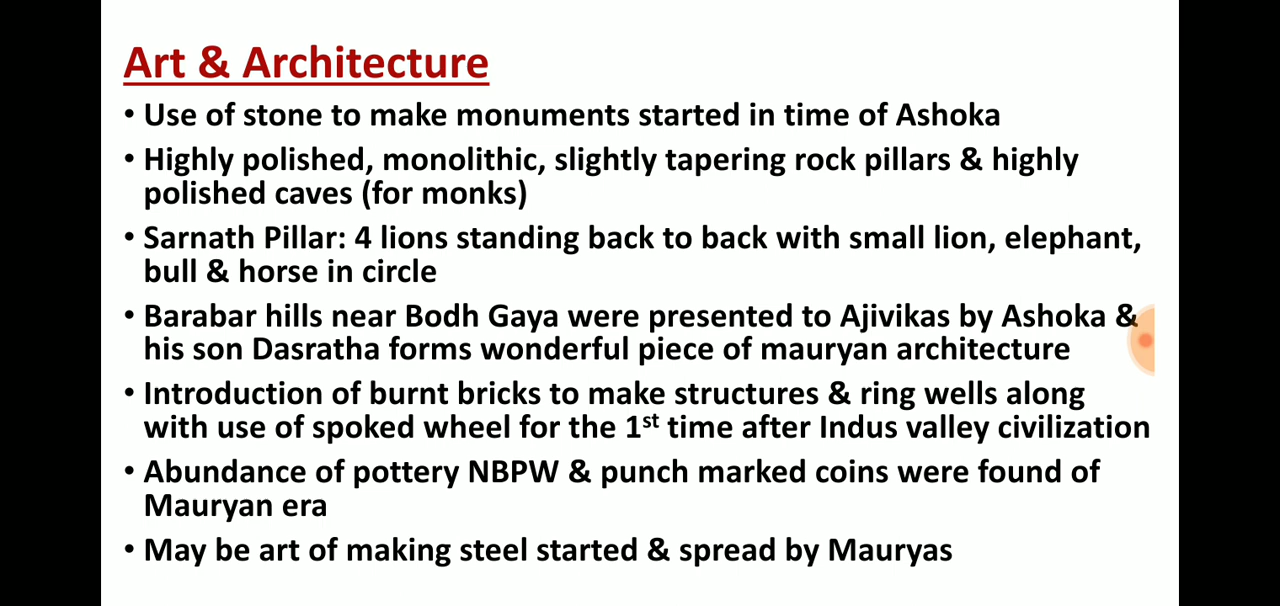 Art & Architecture
• Use of stone to make monuments started in time of Ashoka
• Highly polished, monolithic, slightly tapering rock pillars & highly
polished caves (for monks)
• Sarnath Pillar: 4 lions standing back to back with small lion, elephant,
bull & horse in circle
• Barabar hills near Bodh Gaya were presented to Ajivikas by Ashoka &
his son Dasratha forms wonderful piece of mauryan architecture
• Introduction of burnt bricks to make structures & ring wells along
with use of spoked wheel for the 1st time after Indus valley civilization
• Abundance of pottery NBPW & punch marked coins were found of
Mauryan era
• May be art of making steel started & spread by Mauryas